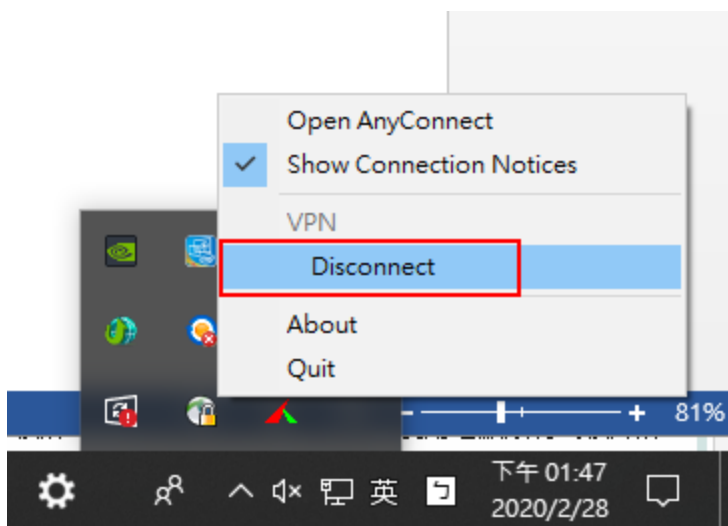 Open AnyConnect
Show Connection Notices
VPN
Disconnect
About
Quit
81%
英
ㄅ
下午 01:47
2020/2/28